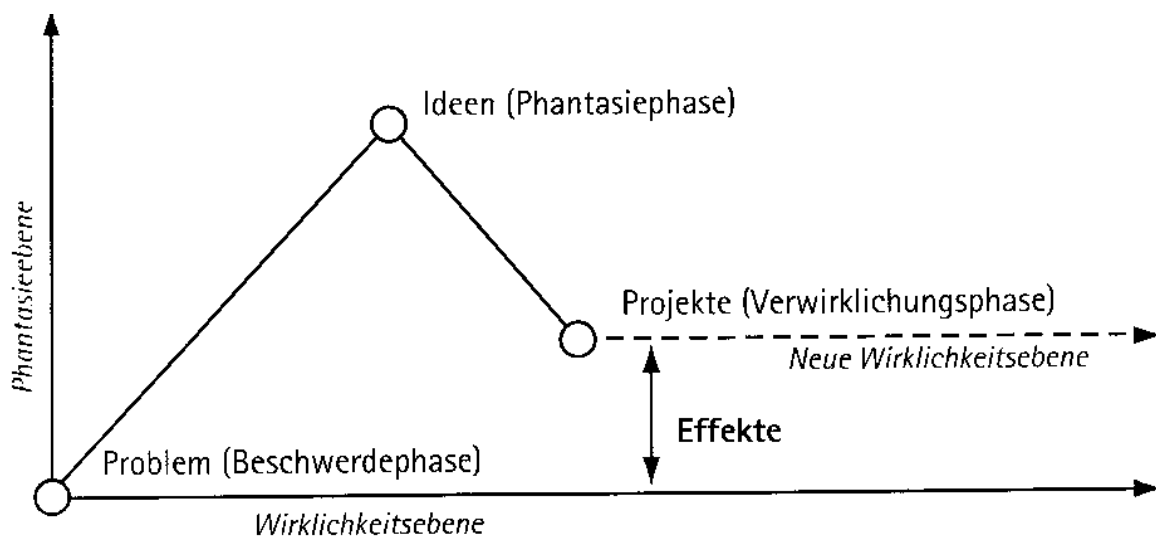 Ideen (Phantasiephase)
Phantasieebene
Projekte (Verwirklichungsphase)
Neue Wirklichkeitsebene
Effekte
Problem (Beschwerdephase)
Wirklichkeitsebene